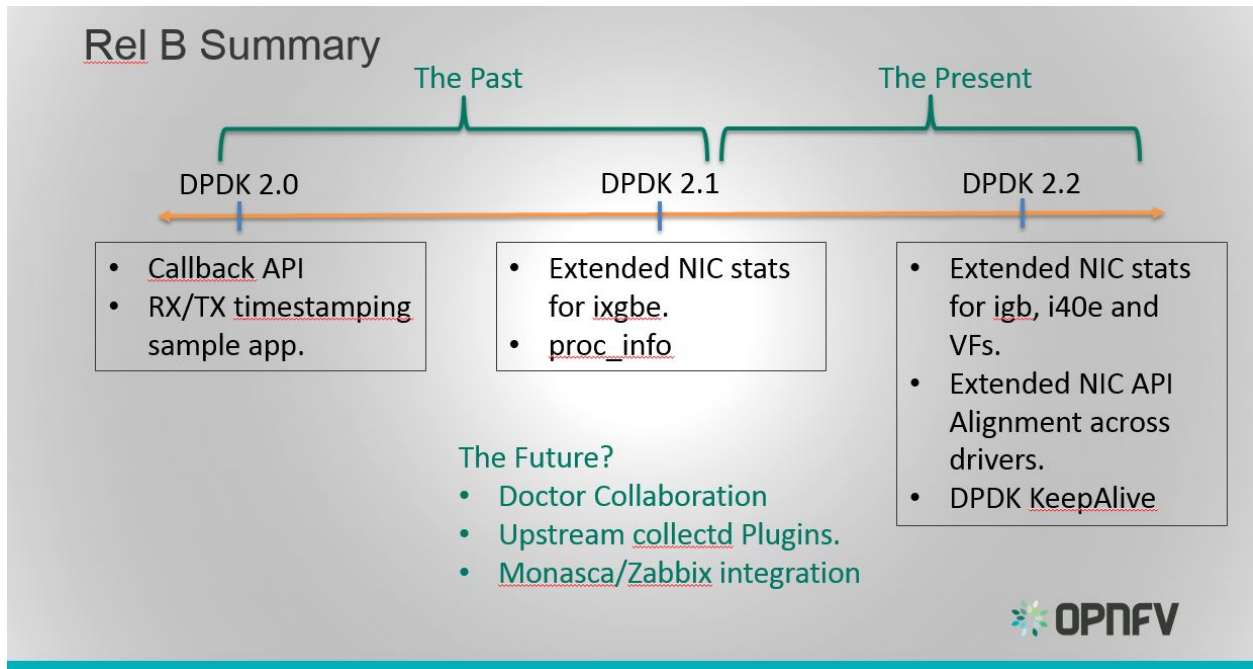 Rel B Summary
The Past
The Present
DPDK 2.0
DPDK 2.1
DPDK 2.2
• Callback API
• RX/TX timestamping
sample app.
• Extended NIC stats
for ixgbe.
• proc_info
• Extended NIC stats
for igb, i40e and
VFs.
• Extended NIC API
Alignment across
drivers.
• DPDK KeepAlive
The Future?
• Doctor Collaboration
• Upstream collectd Plugins.
• Monasca/Zabbix integration
OPNFV